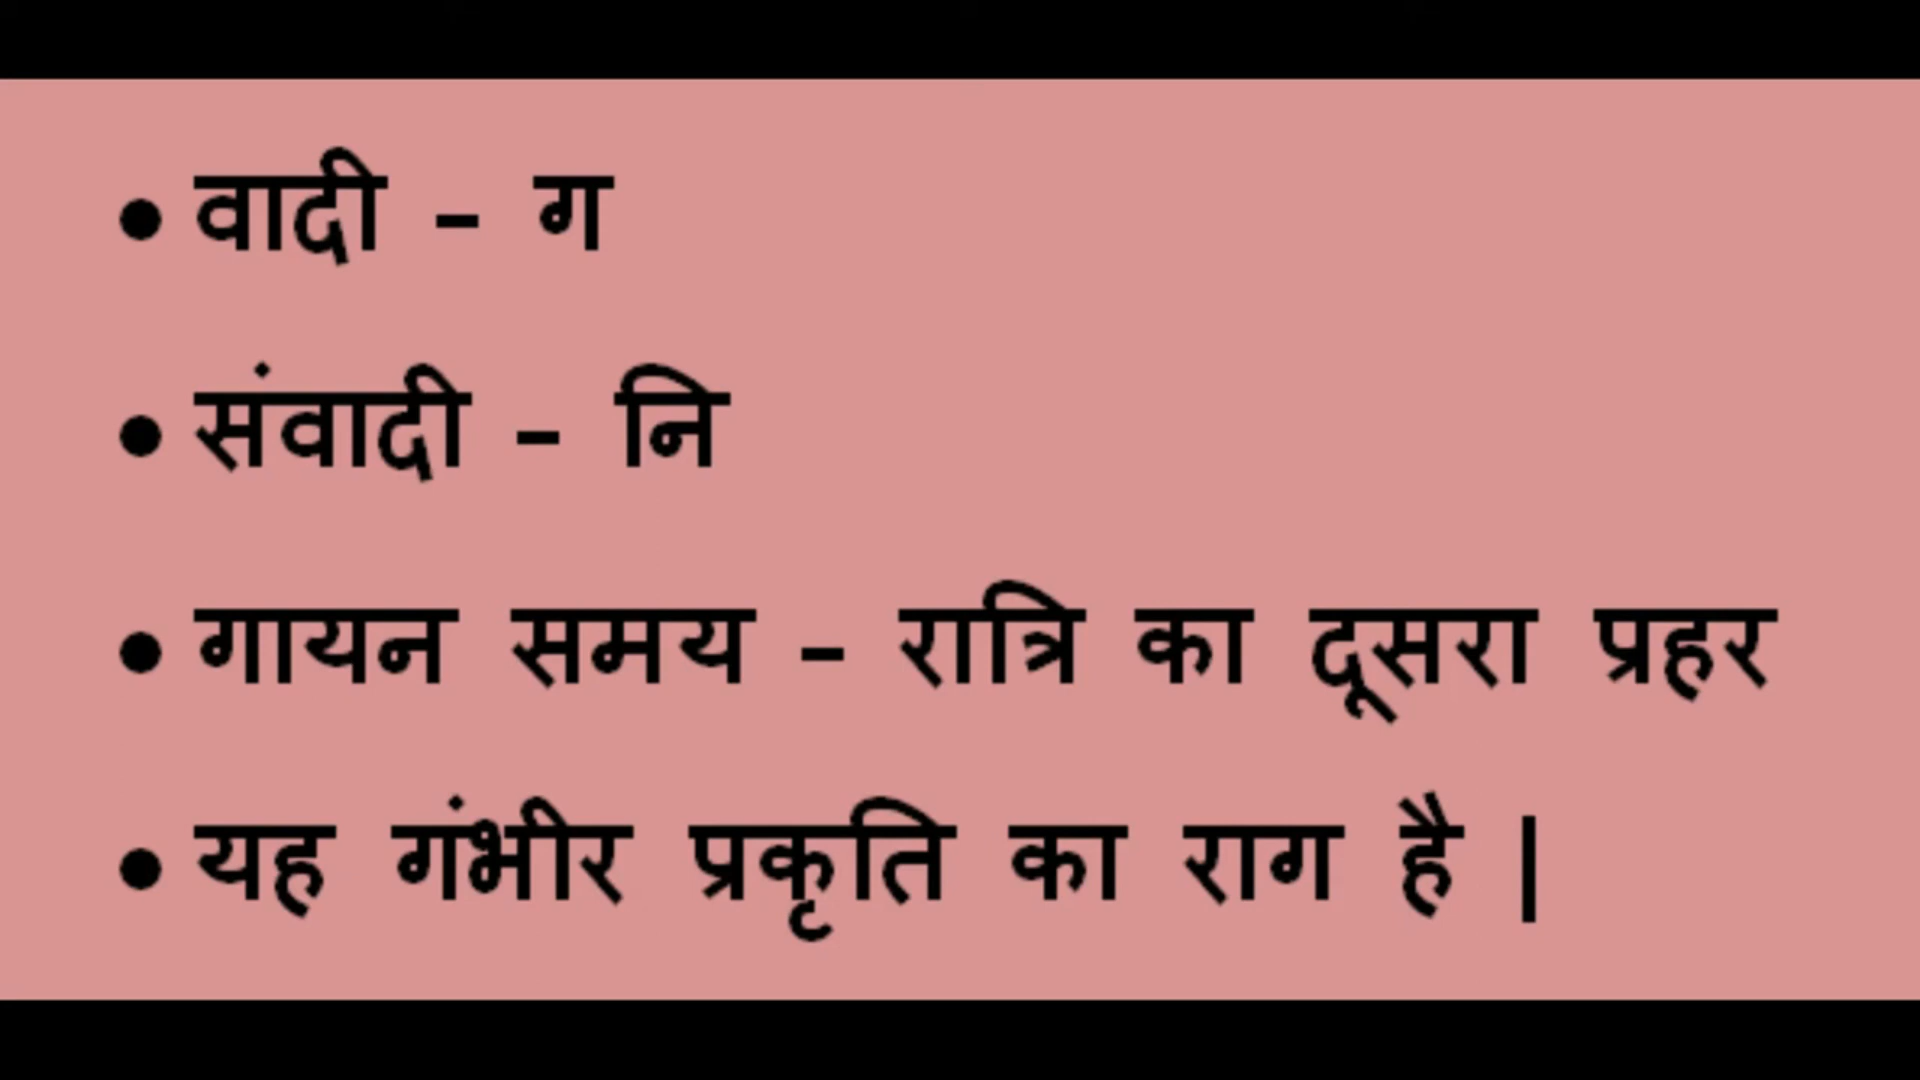 • वादी – ग
• संवादी – नि
• गायन समय – रात्रि का दूसरा प्रहर
• यह गंभीर प्रकृति का राग है |